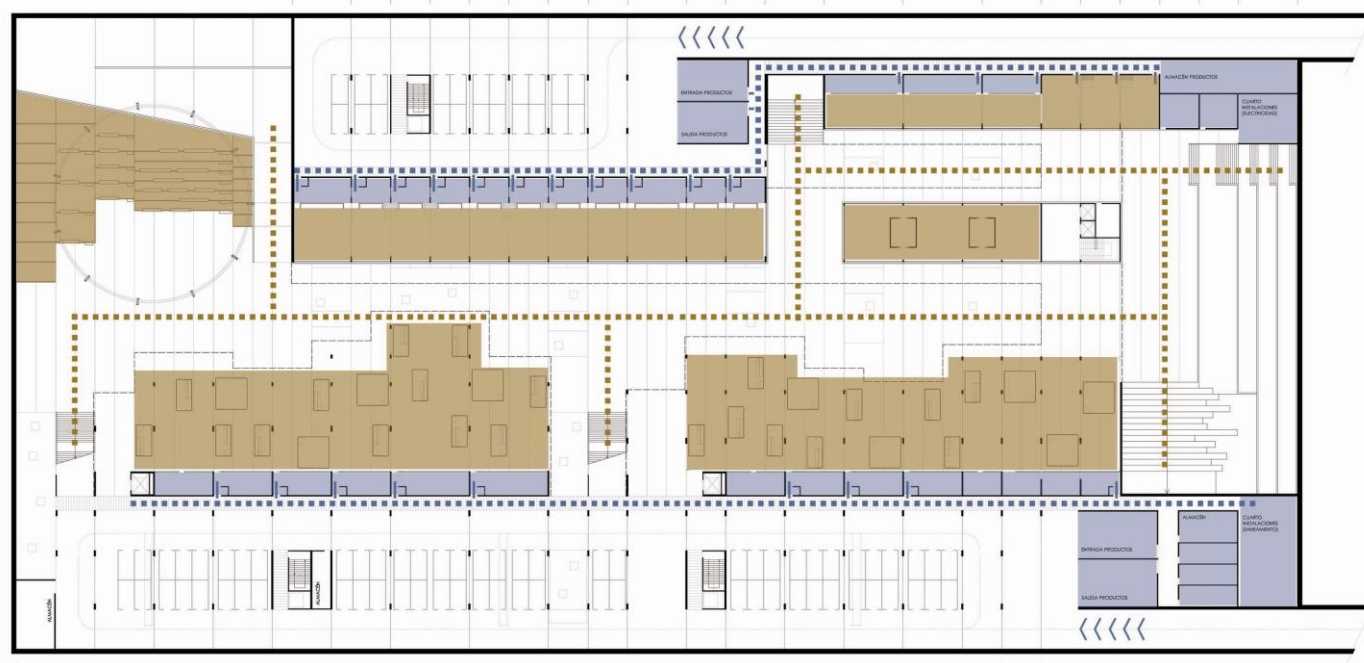 ENTRADA PRODUCTOS
SALIDA PRODUCTOS
ALMACÉN PRODUCTOS
CUARTO
INSTALACIONES
(ELECTRICIDAD)
ENTRADA PRODUCTOS
SALIDA PRODUCTOS
ALMACÉN
CUARTO
INSTALACIONES
(SANEAMIENTO)
ALMACÉN
ALMACÉN